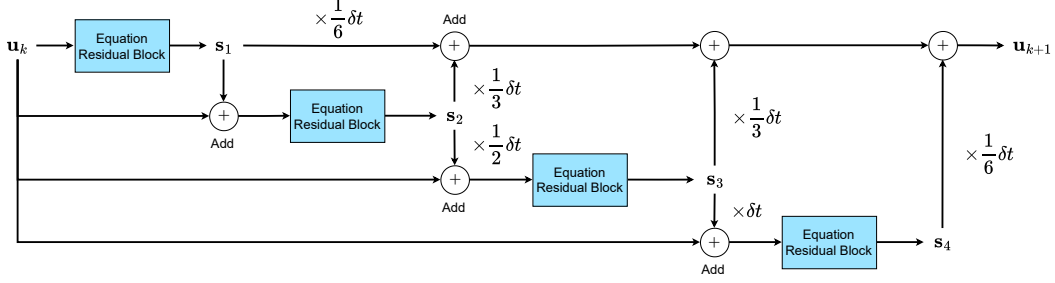 × 1/6 δt
Add
u_k
Equation
Residual Block
s_1
+
+
+
u_{k+1}
× 1/3 δt
Equation
Residual Block
+
s_2
Add
× 1/3 δt
× 1/2 δt
× 1/6 δt
Equation
Residual Block
+
s_3
Add
× δt
Equation
Residual Block
+
s_4
Add